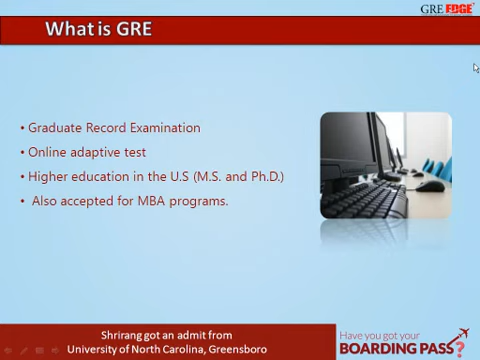 GRE EDGE
What is GRE
• Graduate Record Examination
• Online adaptive test
• Higher education in the U.S (M.S. and Ph.D.)
• Also accepted for MBA programs.
Shrirang got an admit from
University of North Carolina, Greensboro
Have you got your
BOARDING PASS?